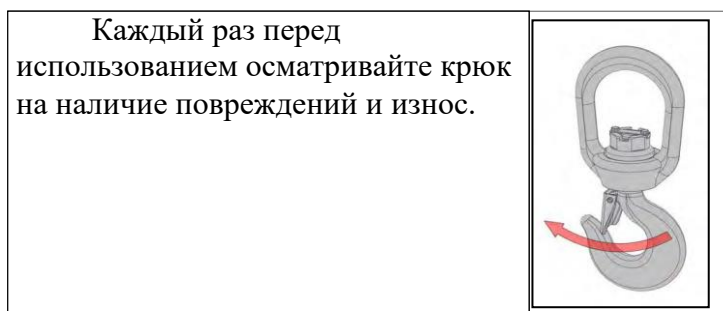 Каждый раз перед
использованием осматривайте крюк
на наличие повреждений и износ.